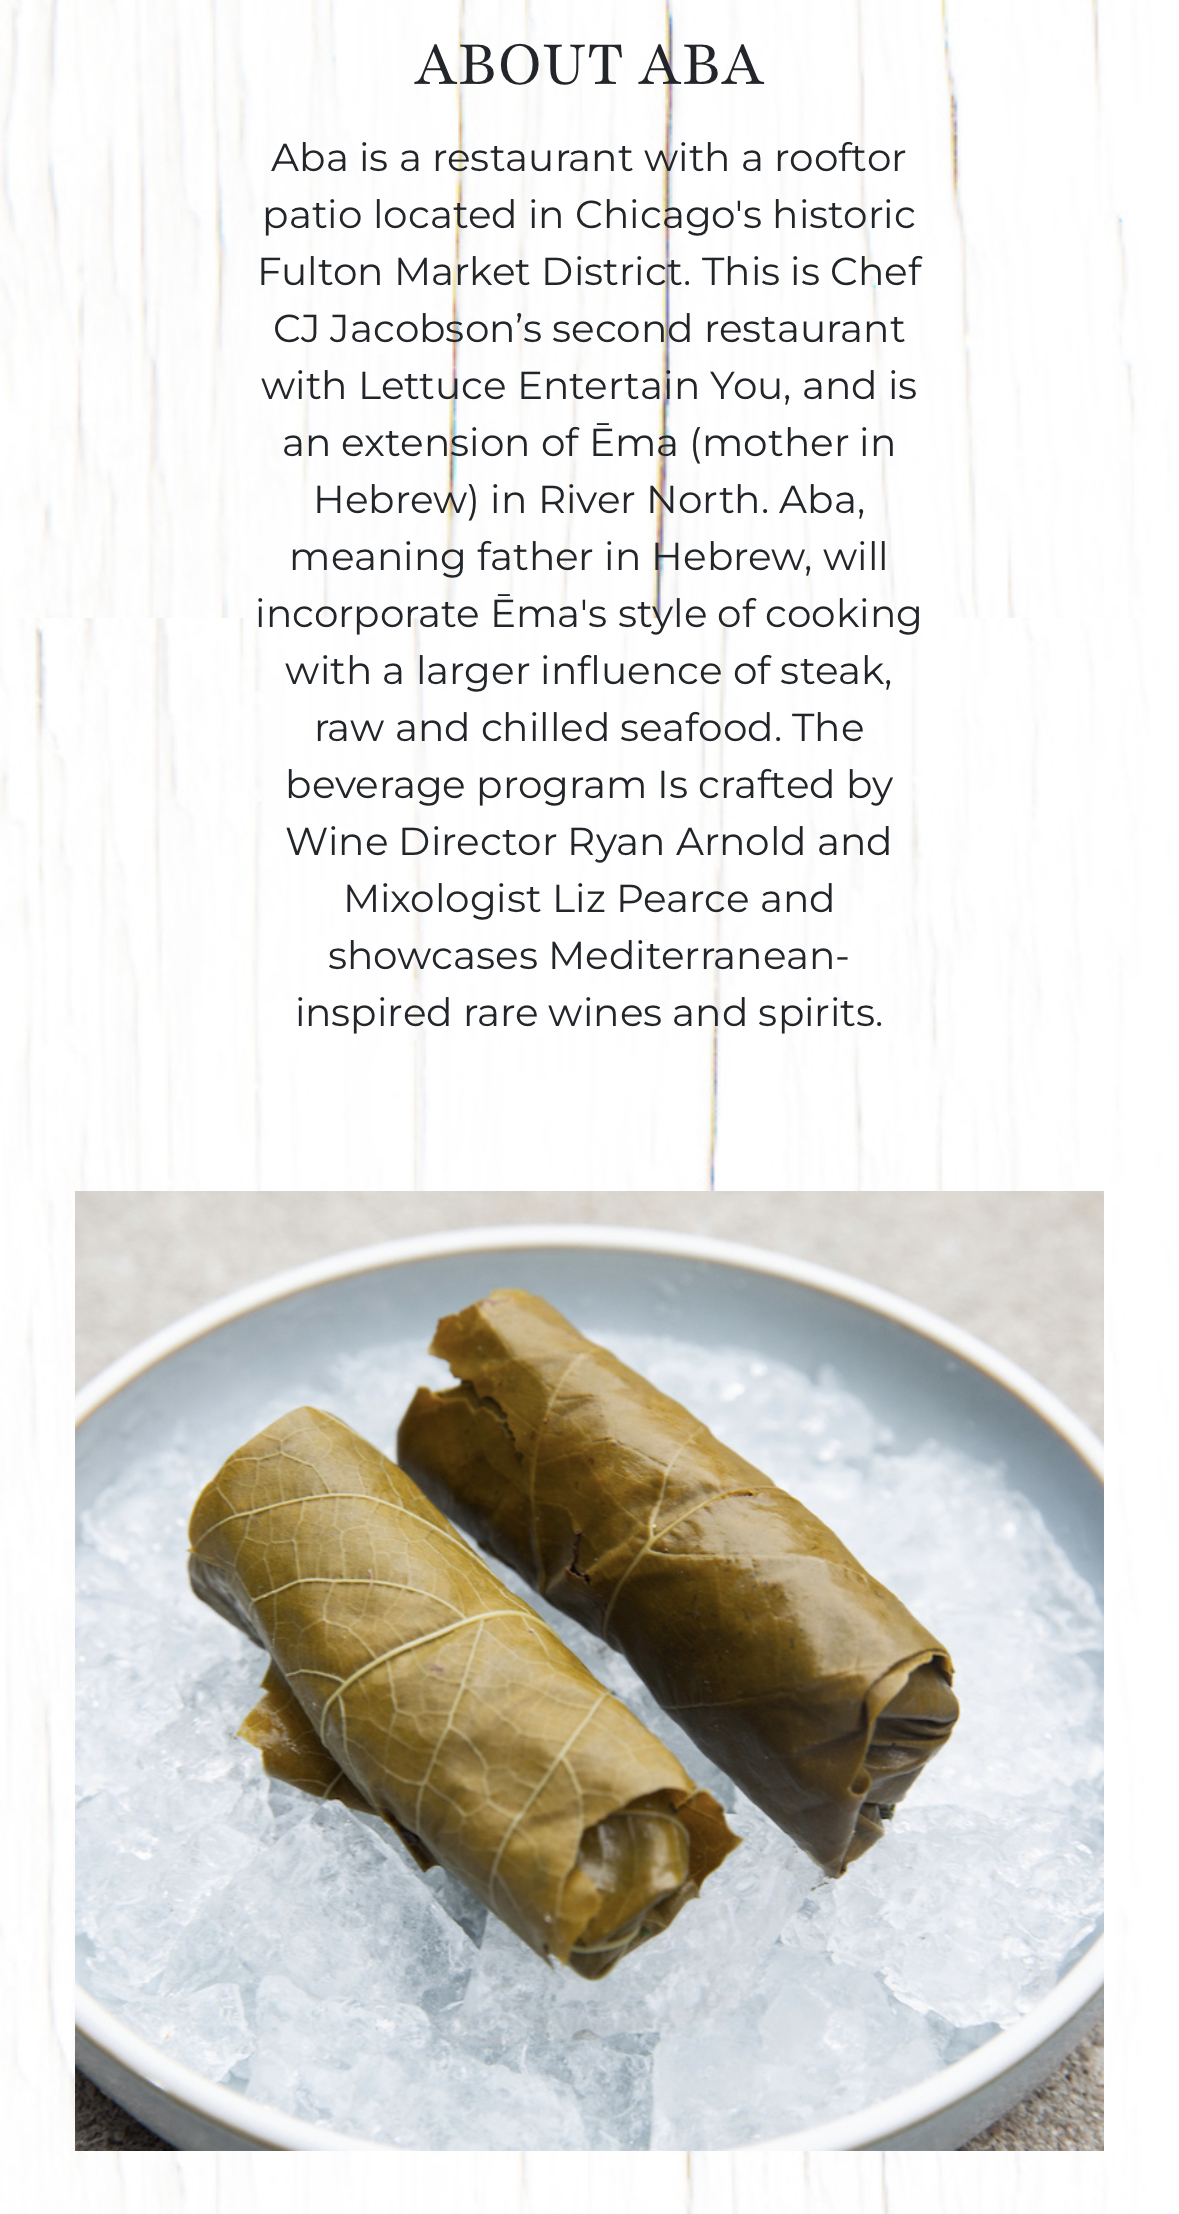 ABOUT ABA
Aba is a restaurant with a rooftor
patio located in Chicago's historic
Fulton Market District. This is Chef
CJ Jacobson’s second restaurant
with Lettuce Entertain You, and is
an extension of Ēma (mother in
Hebrew) in River North. Aba,
meaning father in Hebrew, will
incorporate Ēma's style of cooking
with a larger influence of steak,
raw and chilled seafood. The
beverage program Is crafted by
Wine Director Ryan Arnold and
Mixologist Liz Pearce and
showcases Mediterranean-
inspired rare wines and spirits.